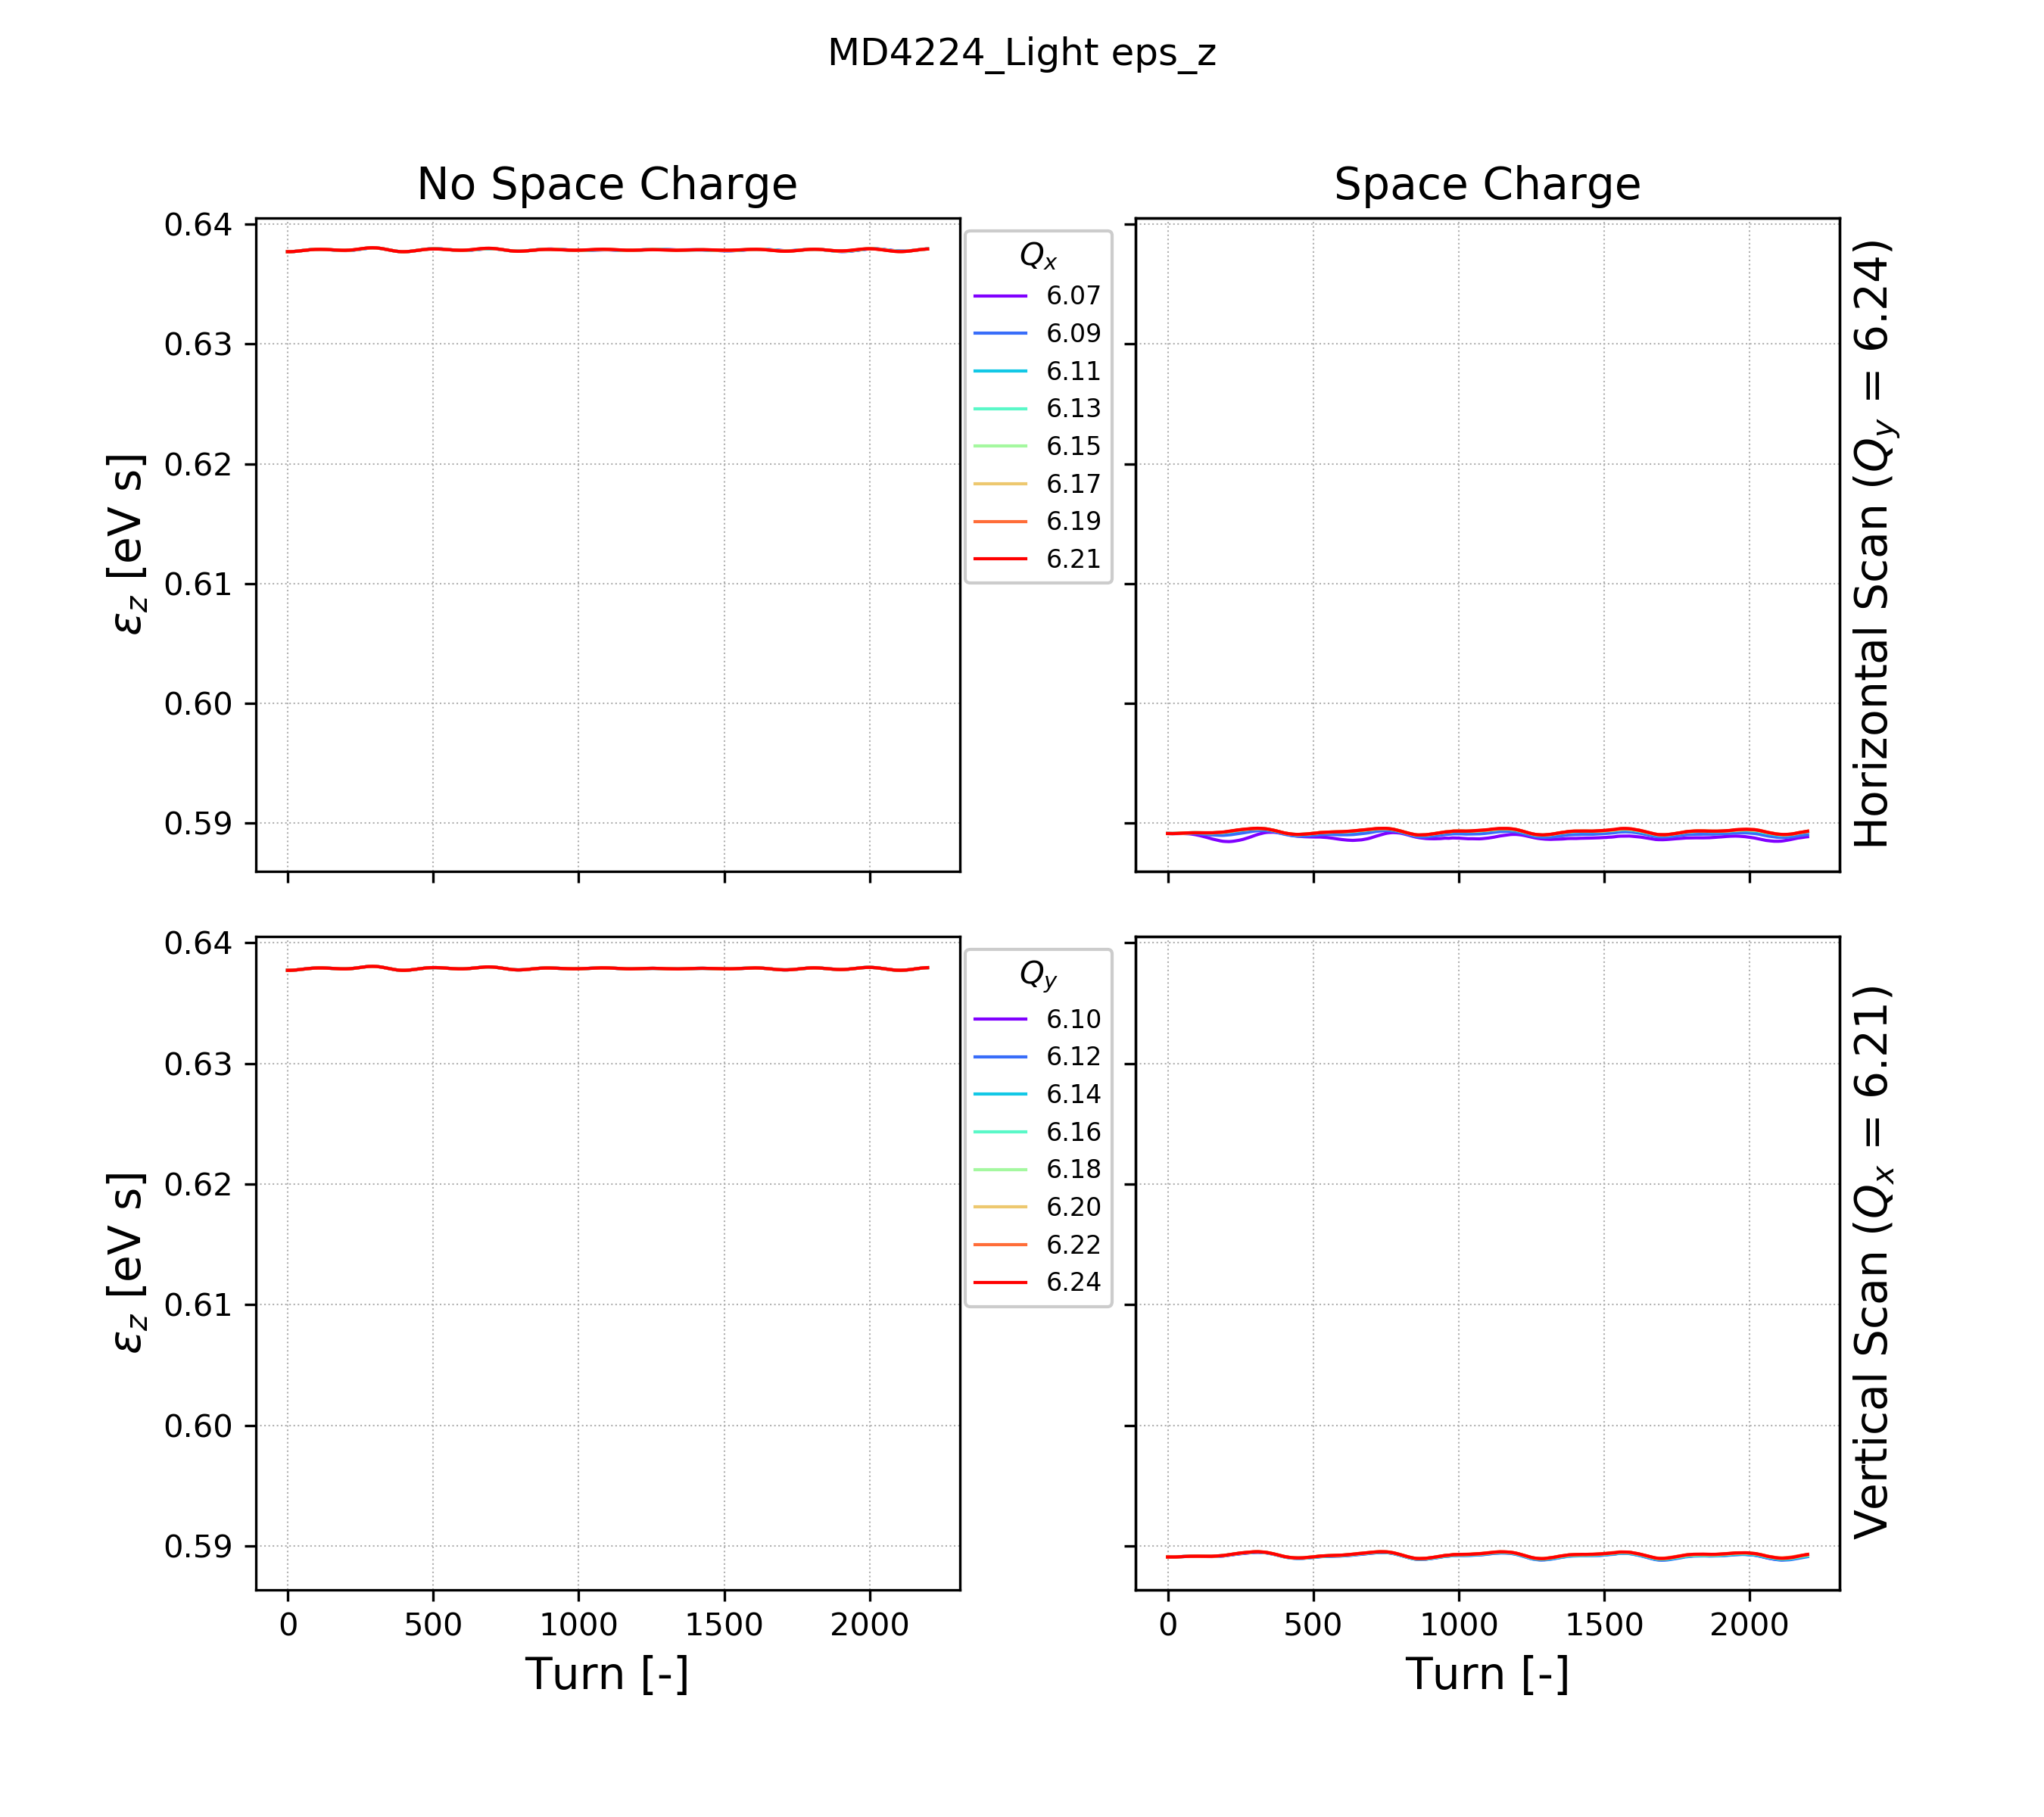 MD4224_Light eps_z
No Space Charge
Space Charge
0.64
0.63
0.62
0.61
0.60
0.59
ε_z [eV s]
Q_x
6.07
6.09
6.11
6.13
6.15
6.17
6.19
6.21
Horizontal Scan (Q_y = 6.24)
0.64
0.63
0.62
0.61
0.60
0.59
ε_z [eV s]
Q_y
6.10
6.12
6.14
6.16
6.18
6.20
6.22
6.24
Vertical Scan (Q_x = 6.21)
0 500 1000 1500 2000
0 500 1000 1500 2000
Turn [-]
Turn [-]